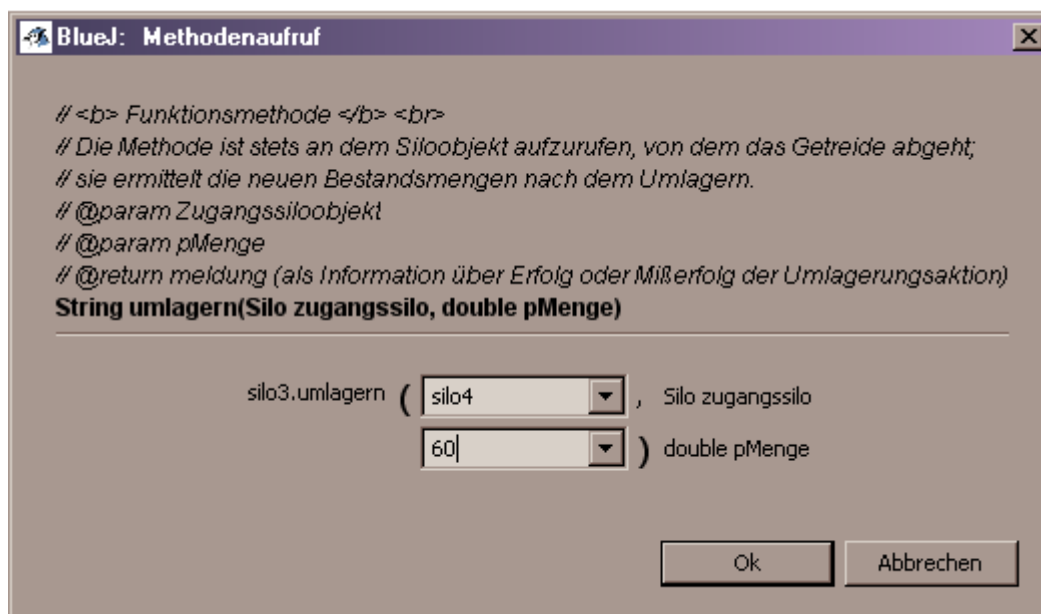 BlueJ: Methodenaufruf
// <b> Funktionsmethode </b> <br>
// Die Methode ist stets an dem Siloobjekt aufzurufen, von dem das Getreide abgeht;
// sie ermittelt die neuen Bestandsmengen nach dem Umlagern.
// @param Zugangssiloobjekt
// @param pMenge
// @return meldung (als Information über Erfolg oder Mißerfolg der Umlagerungsaktion)
String umlagern(Silo zugangssilo, double pMenge)
silo3.umlagern ( silo4 , Silo zugangssilo
60 ) double pMenge
Ok Abbrechen